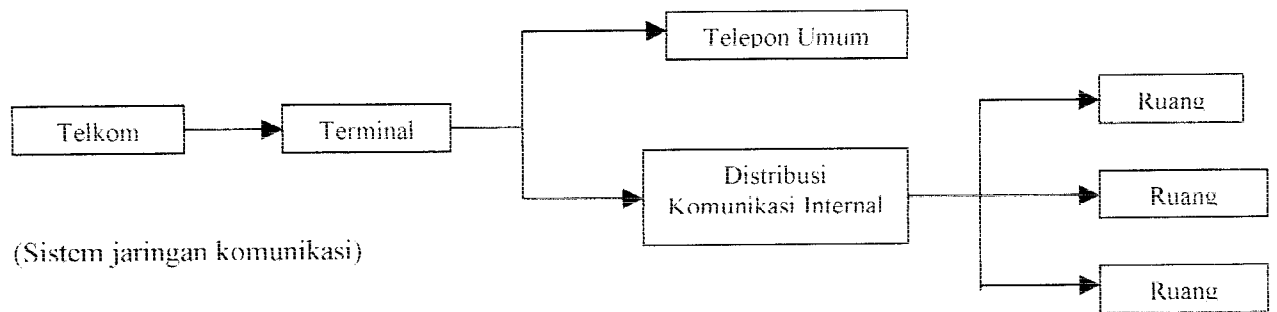 Telepon Umum
Ruang
Telkom
Terminal
Distribusi
Komunikasi Internal
Ruang
(Sistem jaringan komunikasi)
Ruang